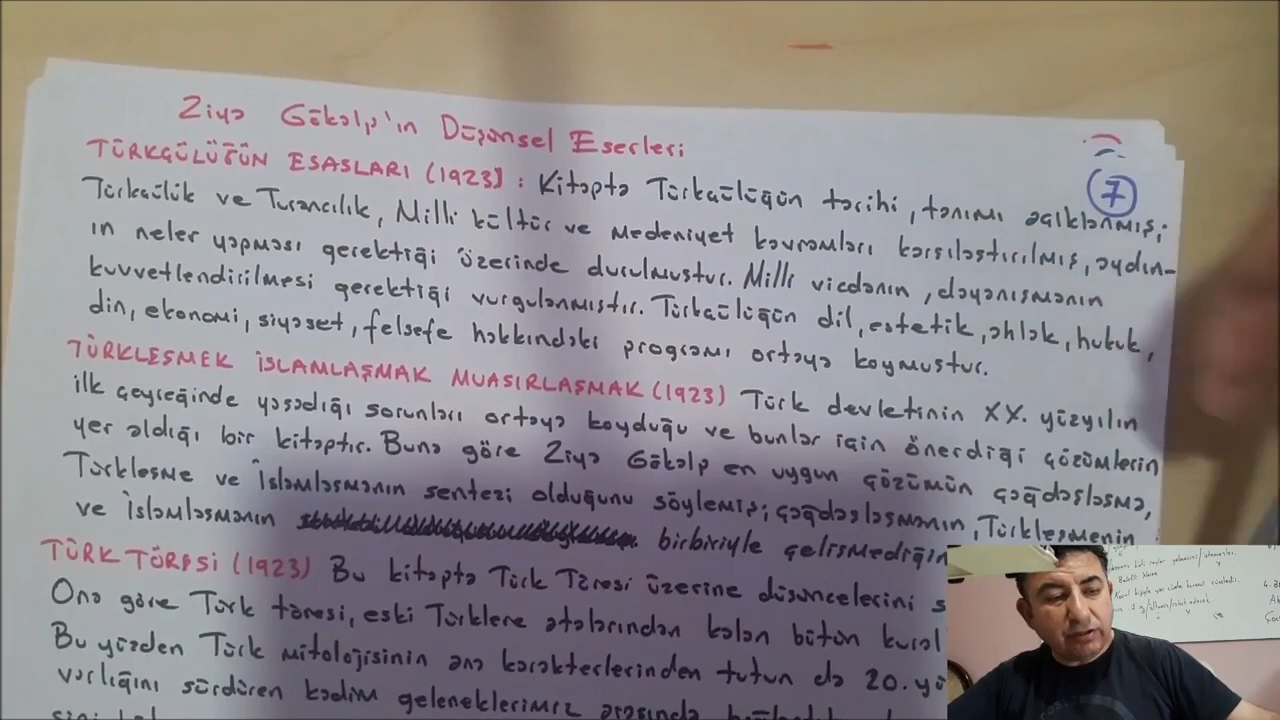 Ziya Gökalp'ın Düşünsel Eserleri
7
TÜRKÇÜLÜĞÜN ESASLARI (1923) : Kitapta Türkçülüğün tarihi, tanımı açıklanmış;
Türkçülük ve Turancılık, Milli kültür ve medeniyet kavramları karşılaştırılmış, aydın-
ın neler yapması gerektiği üzerinde durulmuştur. Milli vicdanın, dayanışmanın
kuvvetlendirilmesi gerektiği vurgulanmıştır. Türkçülüğün dil, estetik, ahlak, hukuk,
din, ekonomi, siyaset, felsefe hakkındaki programı ortaya koymuştur.
TÜRKLEŞMEK İSLAMLAŞMAK MUASIRLAŞMAK (1923) Türk devletinin XX. yüzyılın
ilk çeyreğinde yaşadığı sorunları ortaya koyduğu ve bunlar için önerdiği çözümlerin
yer aldığı bir kitaptır. Buna göre Ziya Gökalp en uygun çözümün çağdaşlaşma,
Türkleşme ve İslamlaşmanın sentezi olduğunu söylemiş; çağdaşlaşmanın, Türkleşmenin
ve İslamlaşmanın birbiriyle çelişmediğin
TÜRK TÖRESİ (1923) Bu kitapta Türk Töresi üzerine düşüncelerini s
Ona göre Türk töresi, eski Türklere atalarından kalan bütün kural
Bu yüzden Türk mitolojisinin ana karakterlerinden tutun da 20. yü
varlığını sürdüren kadim geleneklerimiz arasında